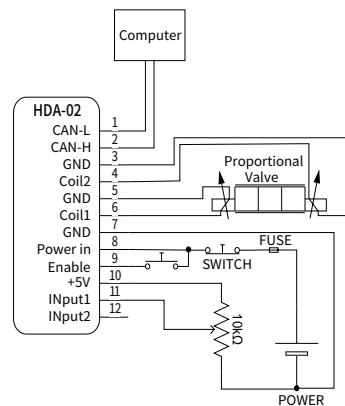 Computer
HDA-02
CAN-L 1
CAN-H 2
GND 3
Coil2 4
GND 5
Coil1 6
GND 7
Power in 8
Enable 9
+5V 10
INput1 11
INput2 12
Proportional
Valve
FUSE
SWITCH
10kΩ
POWER